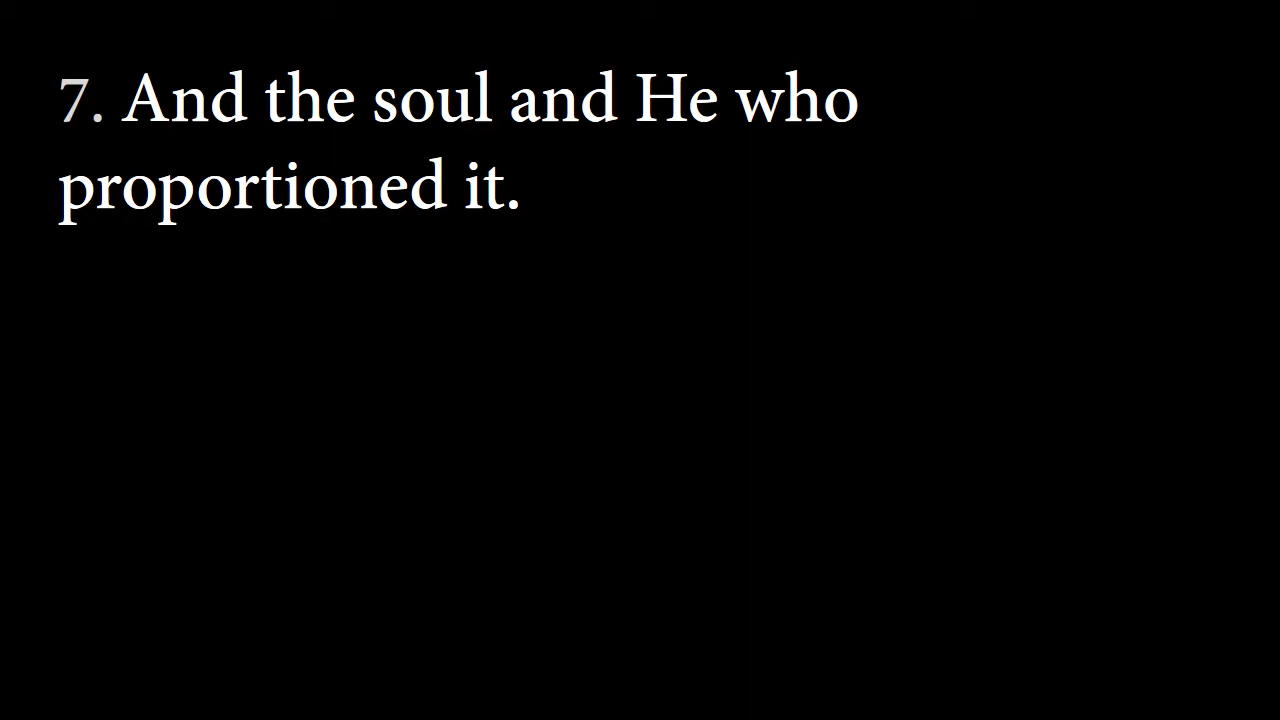 7. And the soul and He who
proportioned it.